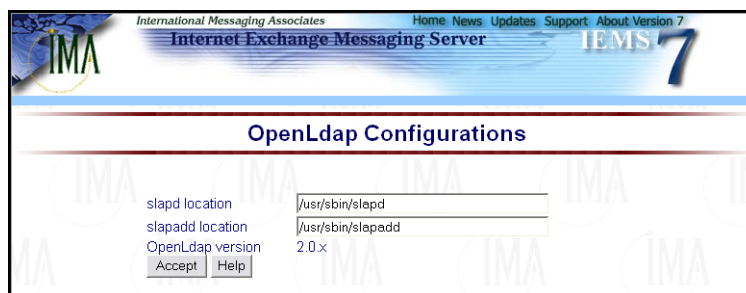 International Messaging Associates
Home News Updates Support About Version 7
Internet Exchange Messaging Server
IEMS 7
IMA
OpenLdap Configurations
slapd location /usr/sbin/slapd
slapadd location /usr/sbin/slapadd
OpenLdap version 2.0.x
Accept Help